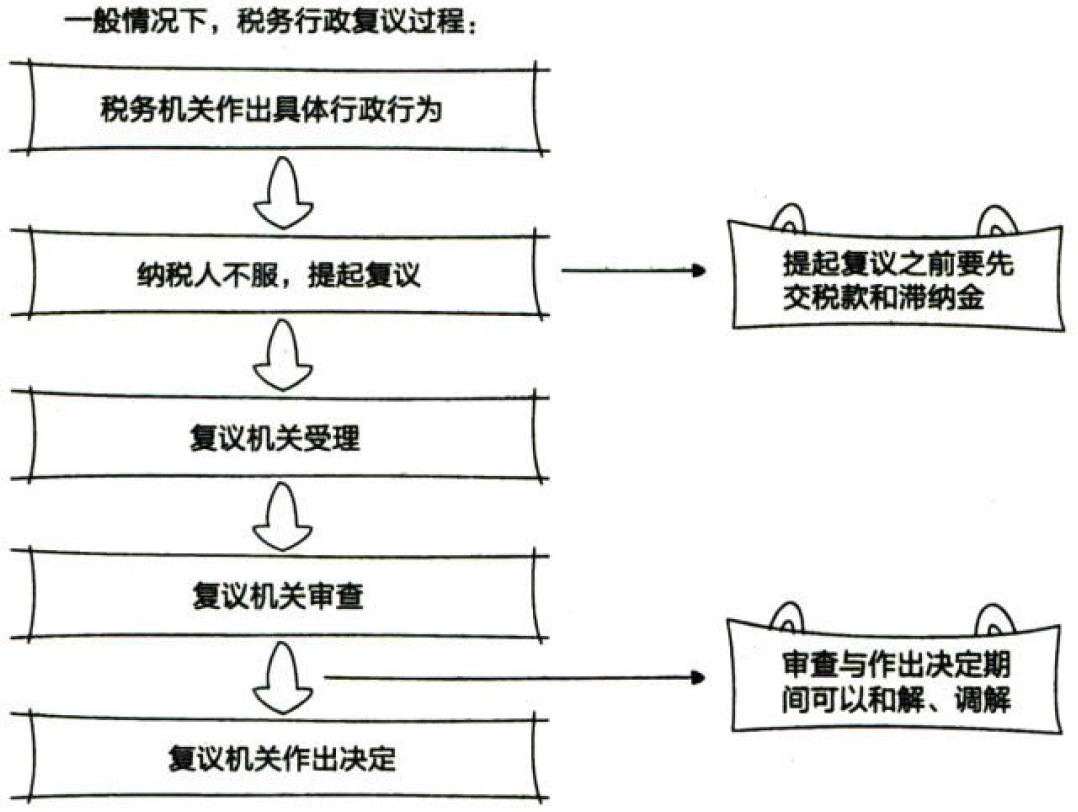 一般情况下，税务行政复议过程：
税务机关作出具体行政行为
纳税人不服，提起复议
提起复议之前要先
交税款和滞纳金
复议机关受理
复议机关审查
审查与作出决定期
间可以和解、调解
复议机关作出决定